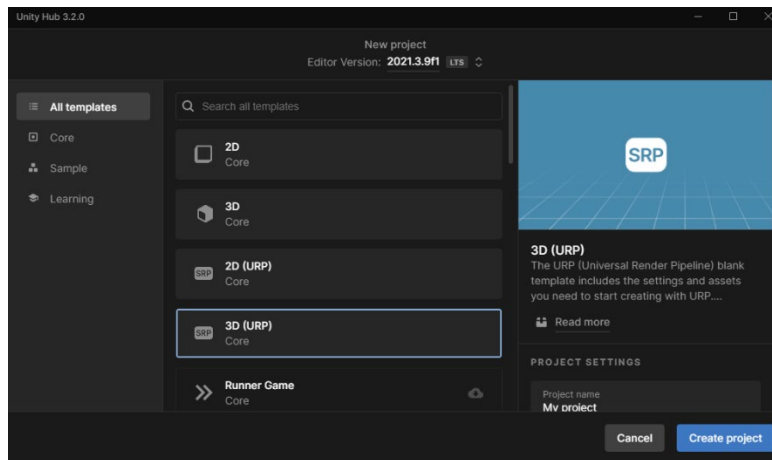 Unity Hub 3.2.0
New project
Editor Version: 2021.3.9f1 LTS
All templates
Core
Sample
Learning
Search all templates
2D
Core
3D
Core
SRP
2D (URP)
Core
SRP
3D (URP)
Core
Runner Game
Core
SRP
3D (URP)
The URP (Universal Render Pipeline) blank
template includes the settings and assets
you need to start creating with URP....
Read more
PROJECT SETTINGS
Project name
My project
Cancel
Create project